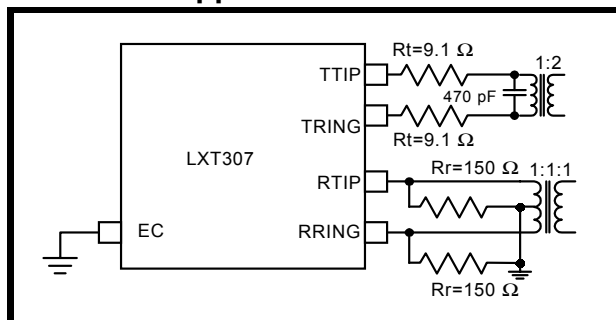 Rt=9.1 Ω
1:2
TTIP
470 pF
TRING
Rt=9.1 Ω
LXT307
Rr=150 Ω
1:1:1
RTIP
EC
RRING
Rr=150 Ω